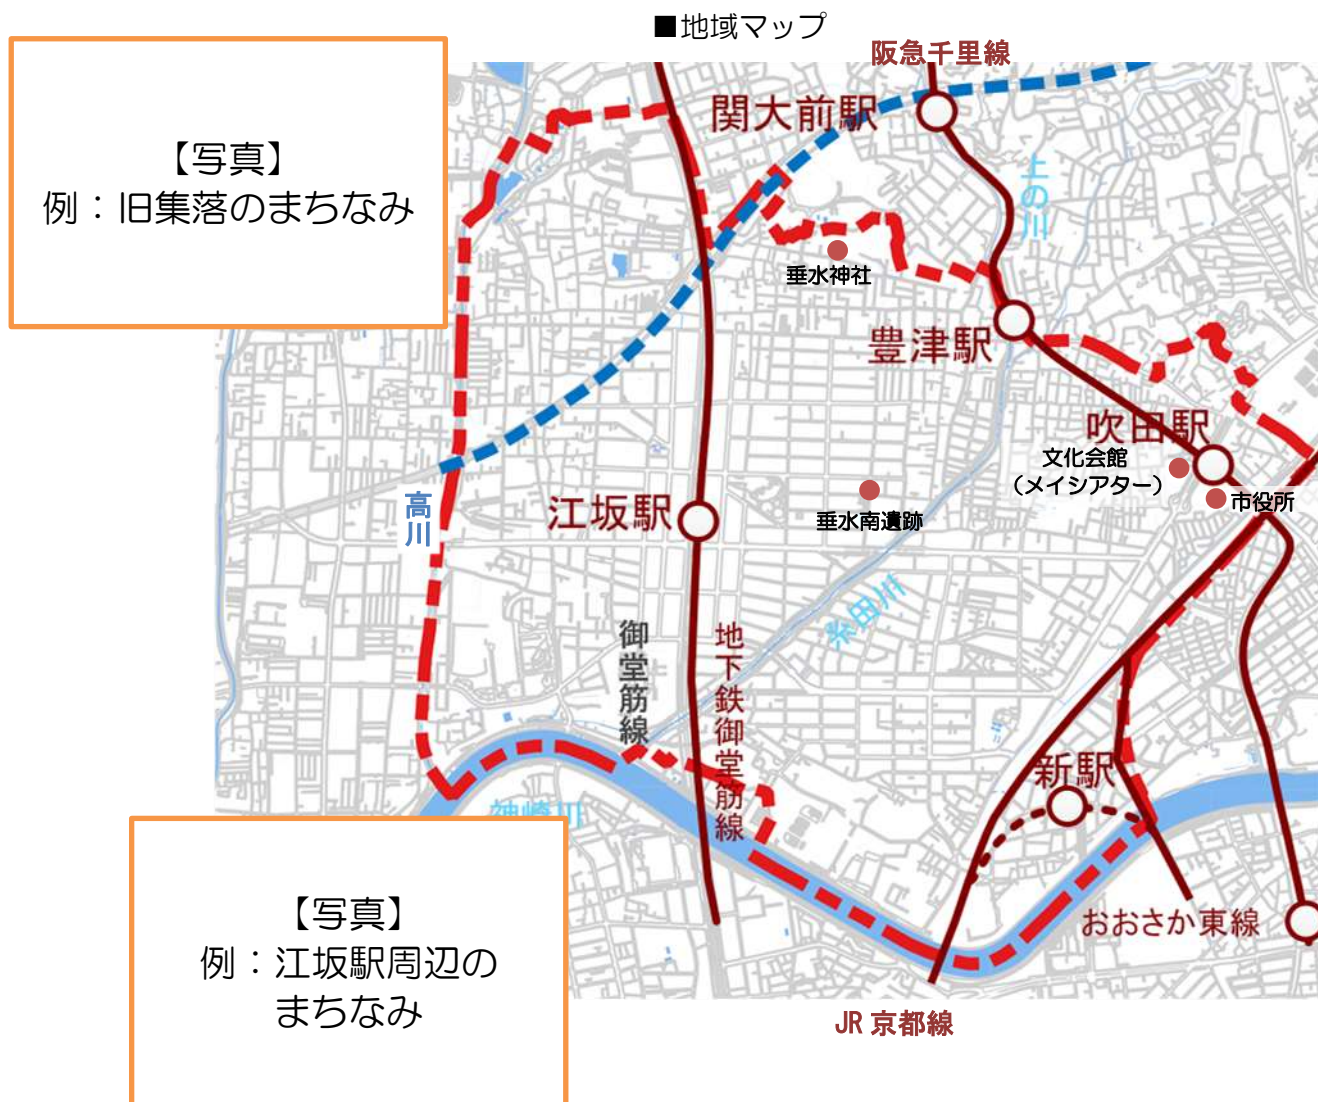 ■地域マップ
阪急千里線
【写真】
例：旧集落のまちなみ
関大前駅
上の川
垂水神社
豊津駅
吹田駅
文化会館
（メイシアター）
市役所
高川
江坂駅
垂水南遺跡
糸田川
御堂筋線
地下鉄御堂筋線
新駅
神崎川
【写真】
例：江坂駅周辺の
まちなみ
おおさか東線
JR 京都線